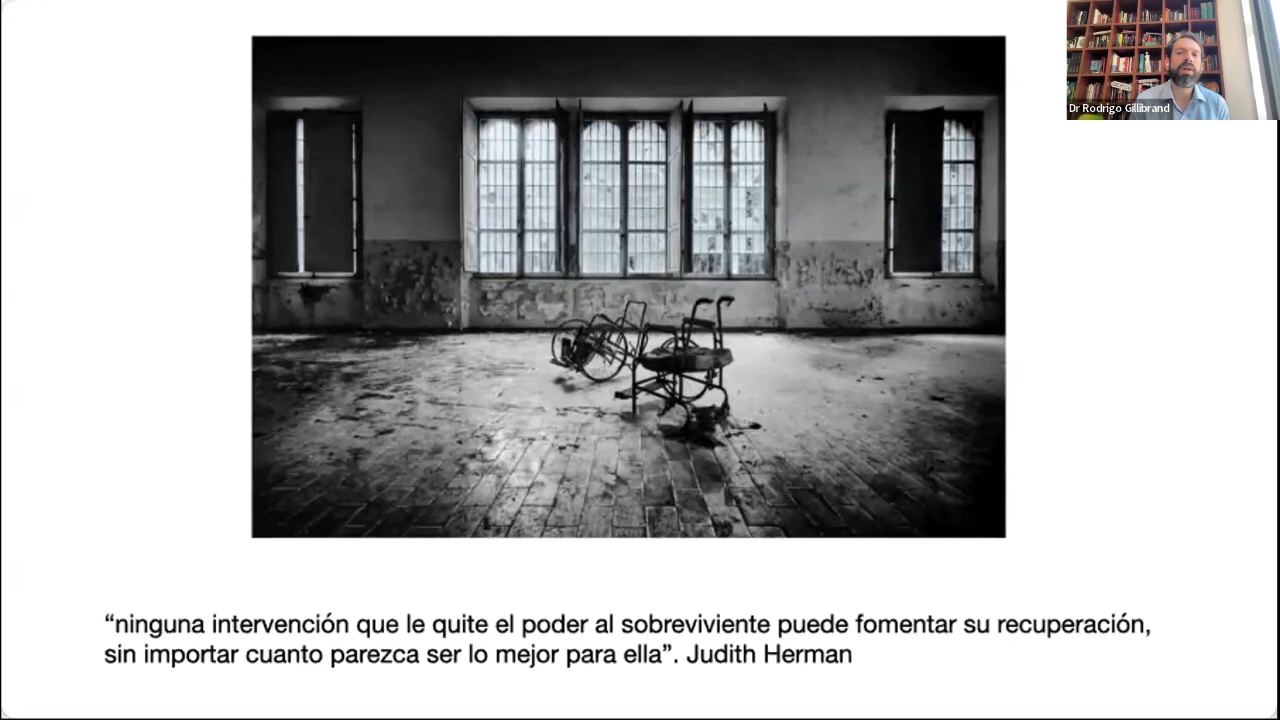 Dr Rodrigo Gillibrand
“ninguna intervención que le quite el poder al sobreviviente puede fomentar su recuperación,
sin importar cuanto parezca ser lo mejor para ella”. Judith Herman